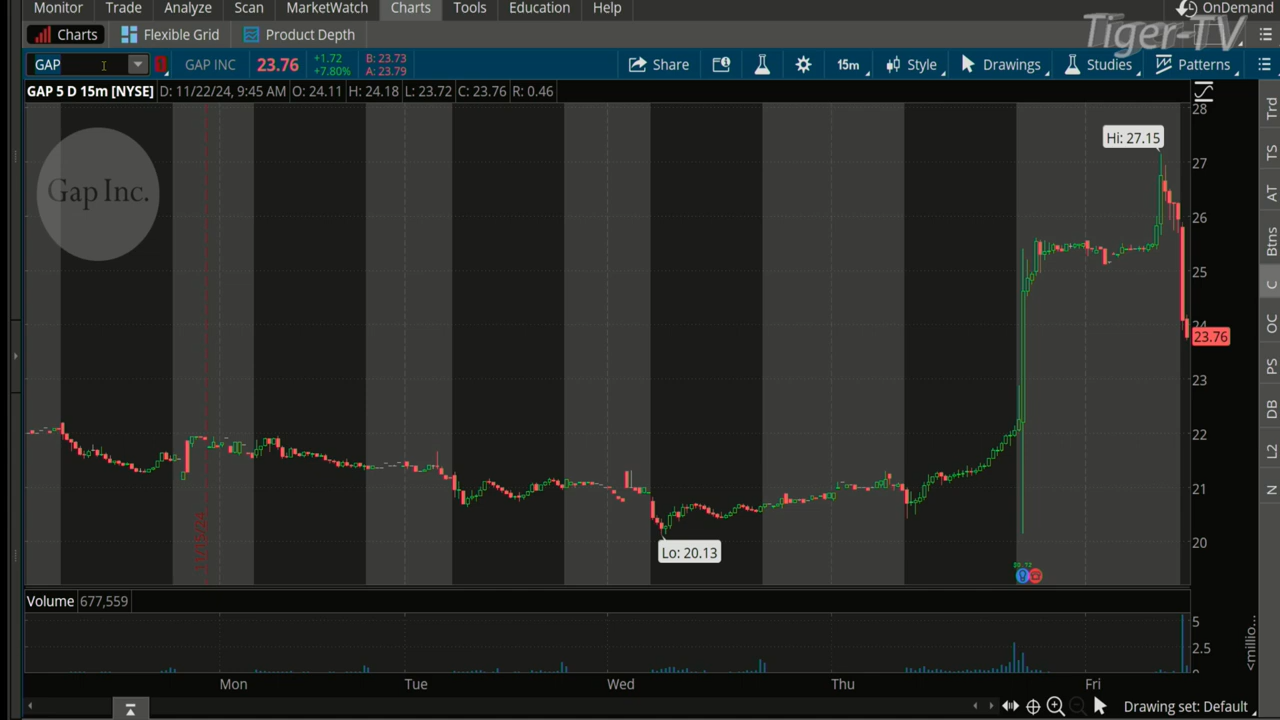 Monitor Trade Analyze Scan MarketWatch Charts Tools Education Help OnDemand
Tiger-TV
Charts Flexible Grid Product Depth
GAP GAP INC 23.76 +1.72 +7.80% B: 23.73 A: 23.79 Share 15m Style Drawings Studies Patterns
GAP 5 D 15m [NYSE] D: 11/22/24, 9:45 AM O: 24.11 H: 24.18 L: 23.72 C: 23.76 R: 0.46
Gap Inc.
Hi: 27.15
Lo: 20.13
28
27
26
25
24
23.76
23
22
21
20
Trd
TS
AT
Btns
C
OC
PS
DB
L2
N
Volume 677,559
5
2.5
<millio...
Mon Tue Wed Thu Fri
Drawing set: Default